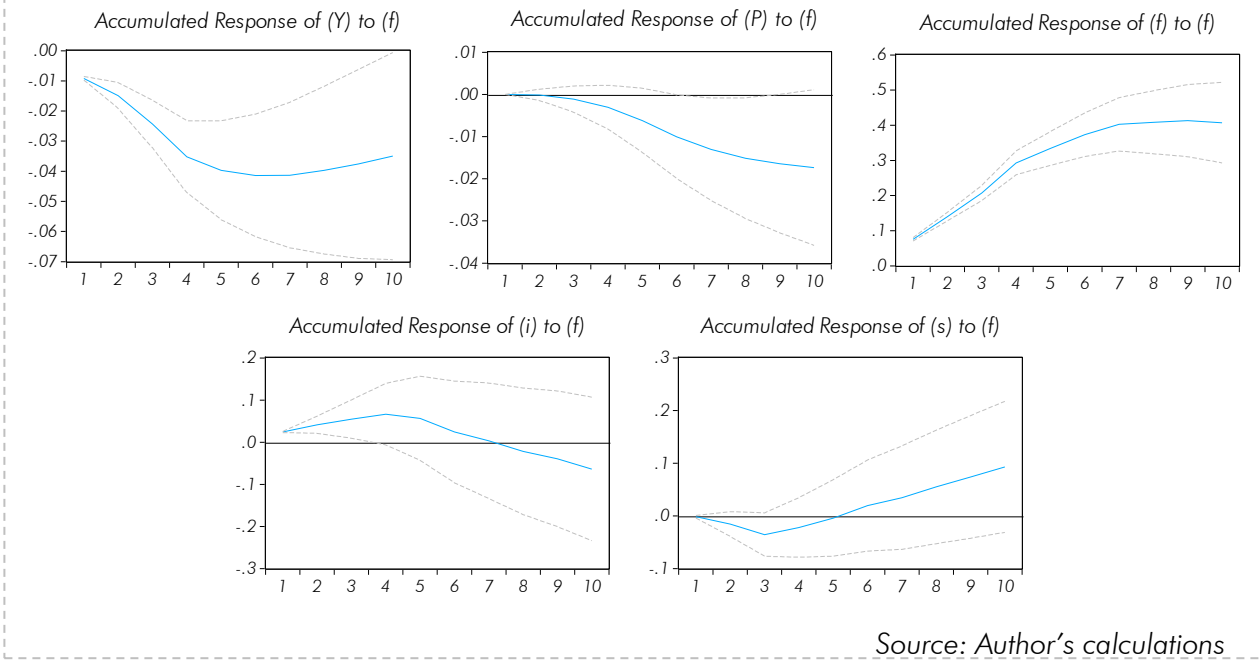 Accumulated Response of (Y) to (f)
.00
-.01
-.02
-.03
-.04
-.05
-.06
-.07
1 2 3 4 5 6 7 8 9 10
Accumulated Response of (P) to (f)
.01
.00
-.01
-.02
-.03
-.04
1 2 3 4 5 6 7 8 9 10
Accumulated Response of (f) to (f)
.6
.5
.4
.3
.2
.1
.0
1 2 3 4 5 6 7 8 9 10
Accumulated Response of (i) to (f)
.2
.1
.0
-.1
-.2
-.3
1 2 3 4 5 6 7 8 9 10
Accumulated Response of (s) to (f)
.3
.2
.1
.0
-.1
1 2 3 4 5 6 7 8 9 10
Source: Author's calculations